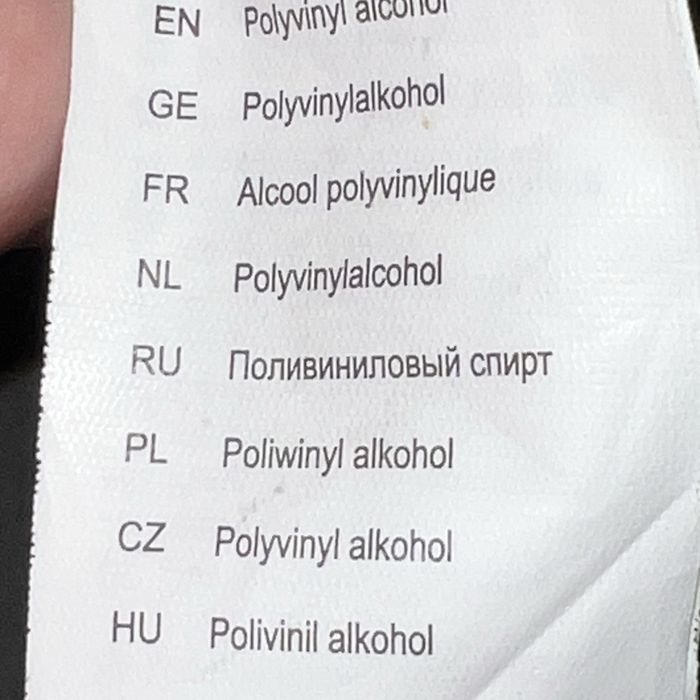 EN Polyvinyl alcohol
GE Polyvinylalkohol
FR Alcool polyvinylique
NL Polyvinylalcohol
RU Поливиниловый спирт
PL Poliwinyl alkohol
CZ Polyvinyl alkohol
HU Polivinil alkohol